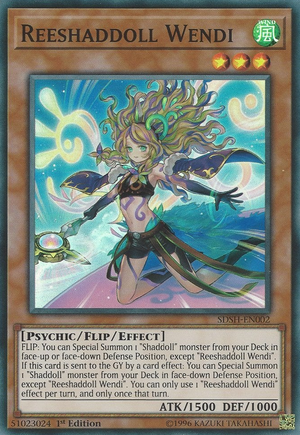 REESHADDOLL WENDI
WIND
風
SDSH-EN002
[PSYCHIC/FLIP/EFFECT]
FLIP: You can Special Summon 1 "Shaddoll" monster from your Deck in
face-up or face-down Defense Position, except "Reeshaddoll Wendi".
If this card is sent to the GY by a card effect: You can Special
Summon 1 "Shaddoll" monster from your Deck in face-down Defense Position,
except "Reeshaddoll Wendi". You can only use 1 "Reeshaddoll Wendi"
effect per turn, and only once that turn.
ATK/1500 DEF/1000
S1023024 1st Edition ©1996 KAZUKI TAKAHASHI